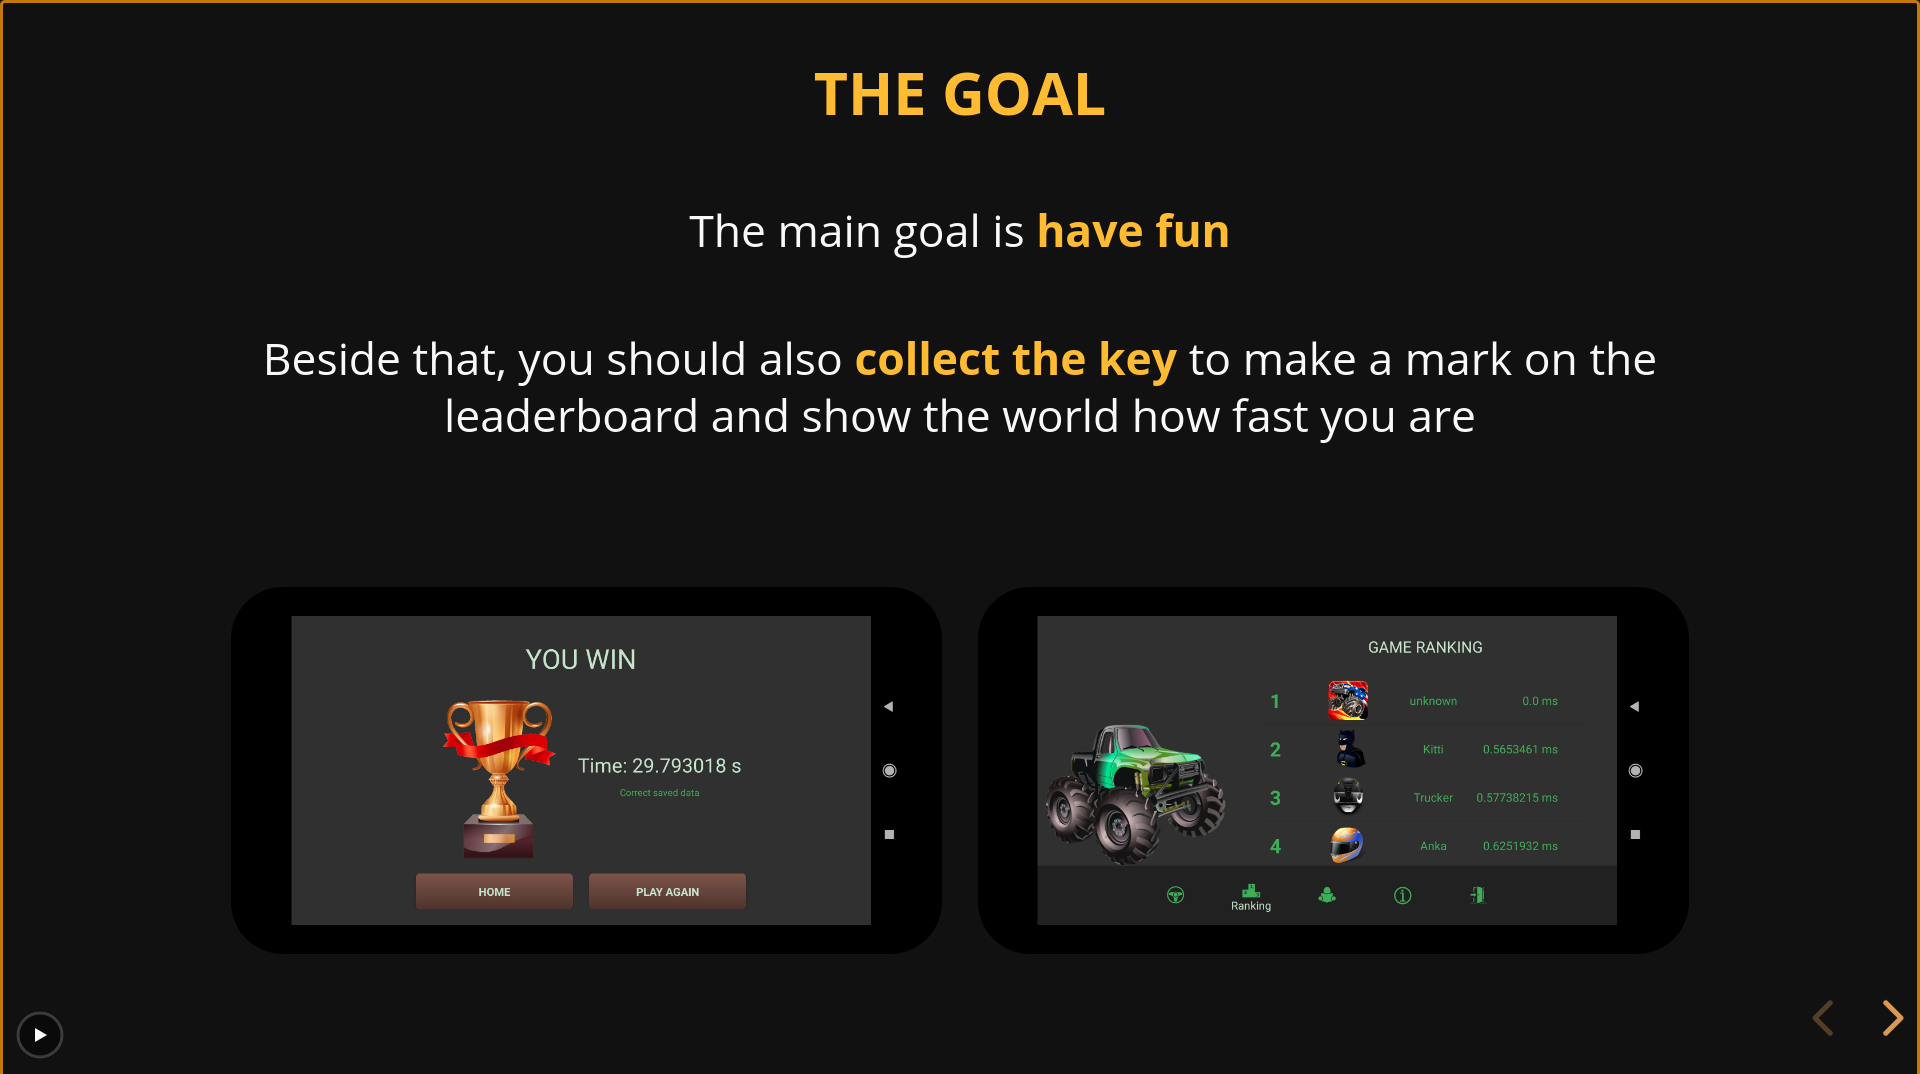 THE GOAL
The main goal is have fun
Beside that, you should also collect the key to make a mark on the
leaderboard and show the world how fast you are
YOU WIN
Time: 29.793018 s
Correct saved data
HOME
PLAY AGAIN
GAME RANKING
1 unknown 0.0 ms
2 Kitti 0.5653461 ms
3 Trucker 0.57738215 ms
4 Anka 0.6251932 ms
Ranking